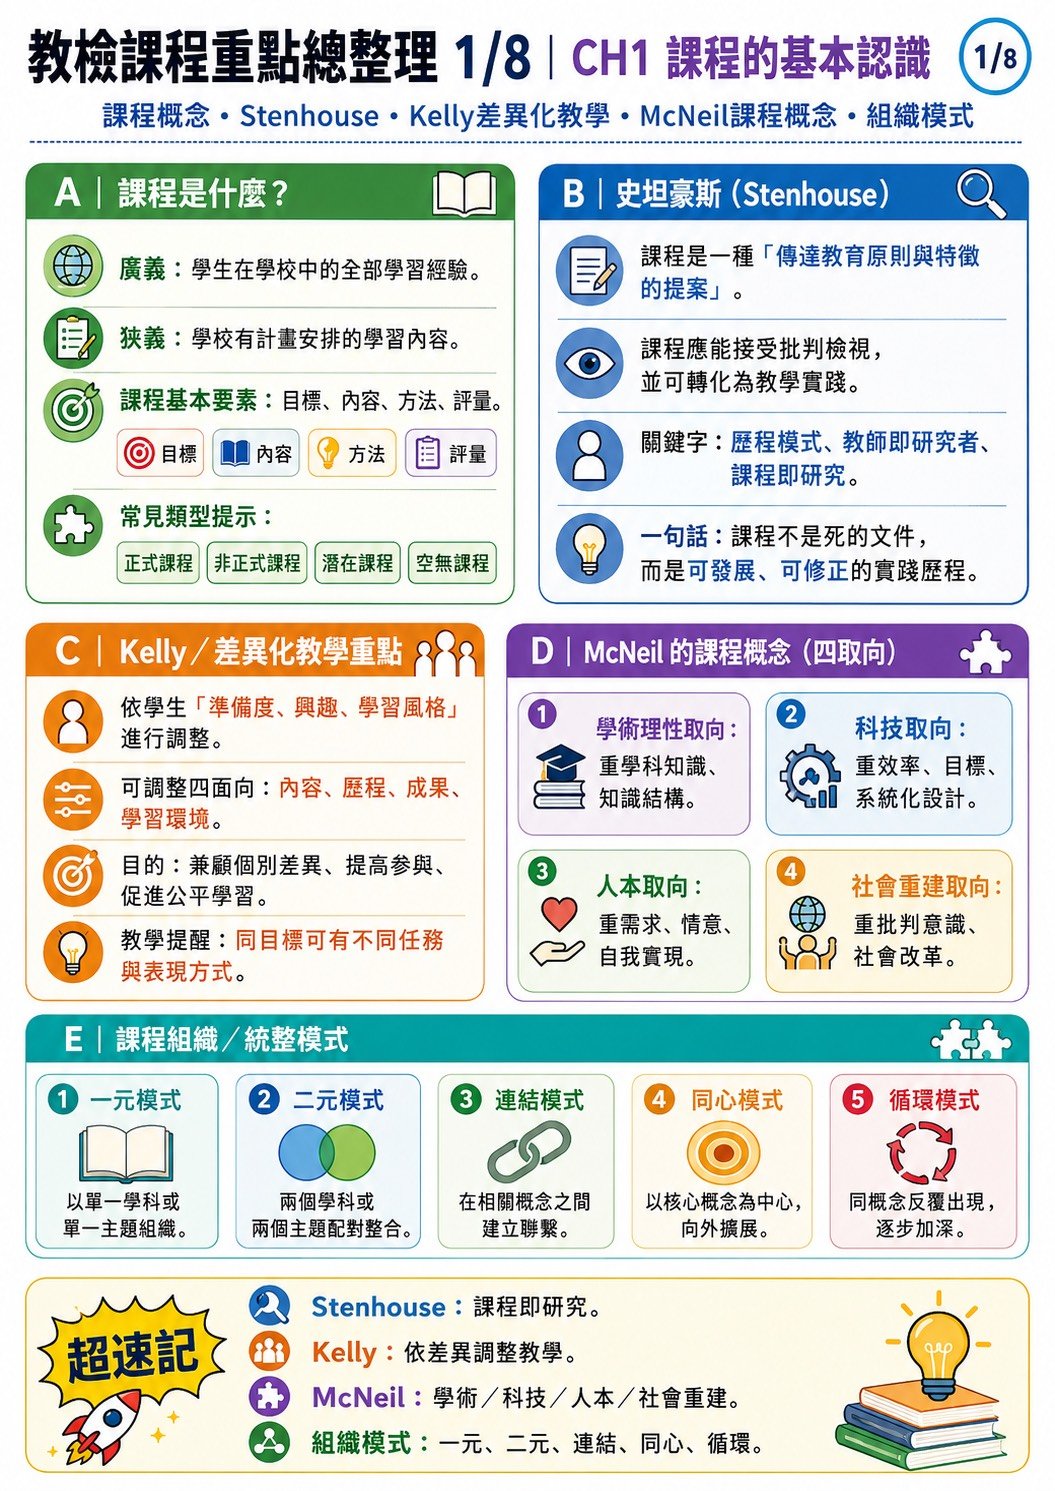 教檢課程重點總整理 1/8｜CH1 課程的基本認識
1/8
課程概念・Stenhouse・Kelly差異化教學・McNeil課程概念・組織模式
A｜課程是什麼？
廣義：學生在學校中的全部學習經驗。
狹義：學校有計畫安排的學習內容。
課程基本要素：目標、內容、方法、評量。
目標
內容
方法
評量
常見類型提示：
正式課程
非正式課程
潛在課程
空無課程
B｜史坦豪斯（Stenhouse）
課程是一種「傳達教育原則與特徵
的提案」。
課程應能接受批判檢視，
並可轉化為教學實踐。
關鍵字：歷程模式、教師即研究者、
課程即研究。
一句話：課程不是死的文件，
而是可發展、可修正的實踐歷程。
C｜Kelly／差異化教學重點
依學生「準備度、興趣、學習風格」
進行調整。
可調整四面向：內容、歷程、成果、
學習環境。
目的：兼顧個別差異、提高參與、
促進公平學習。
教學提醒：同目標可有不同任務
與表現方式。
D｜McNeil 的課程概念（四取向）
1
學術理性取向：
重學科知識、
知識結構。
2
科技取向：
重效率、目標、
系統化設計。
3
人本取向：
重需求、情意、
自我實現。
4
社會重建取向：
重批判意識、
社會改革。
E｜課程組織／統整模式
1 一元模式
以單一學科或
單一主題組織。
2 二元模式
兩個學科或
兩個主題配對整合。
3 連結模式
在相關概念之間
建立聯繫。
4 同心模式
以核心概念為中心，
向外擴展。
5 循環模式
同概念反覆出現，
逐步加深。
超速記
Stenhouse：課程即研究。
Kelly：依差異調整教學。
McNeil：學術／科技／人本／社會重建。
組織模式：一元、二元、連結、同心、循環。